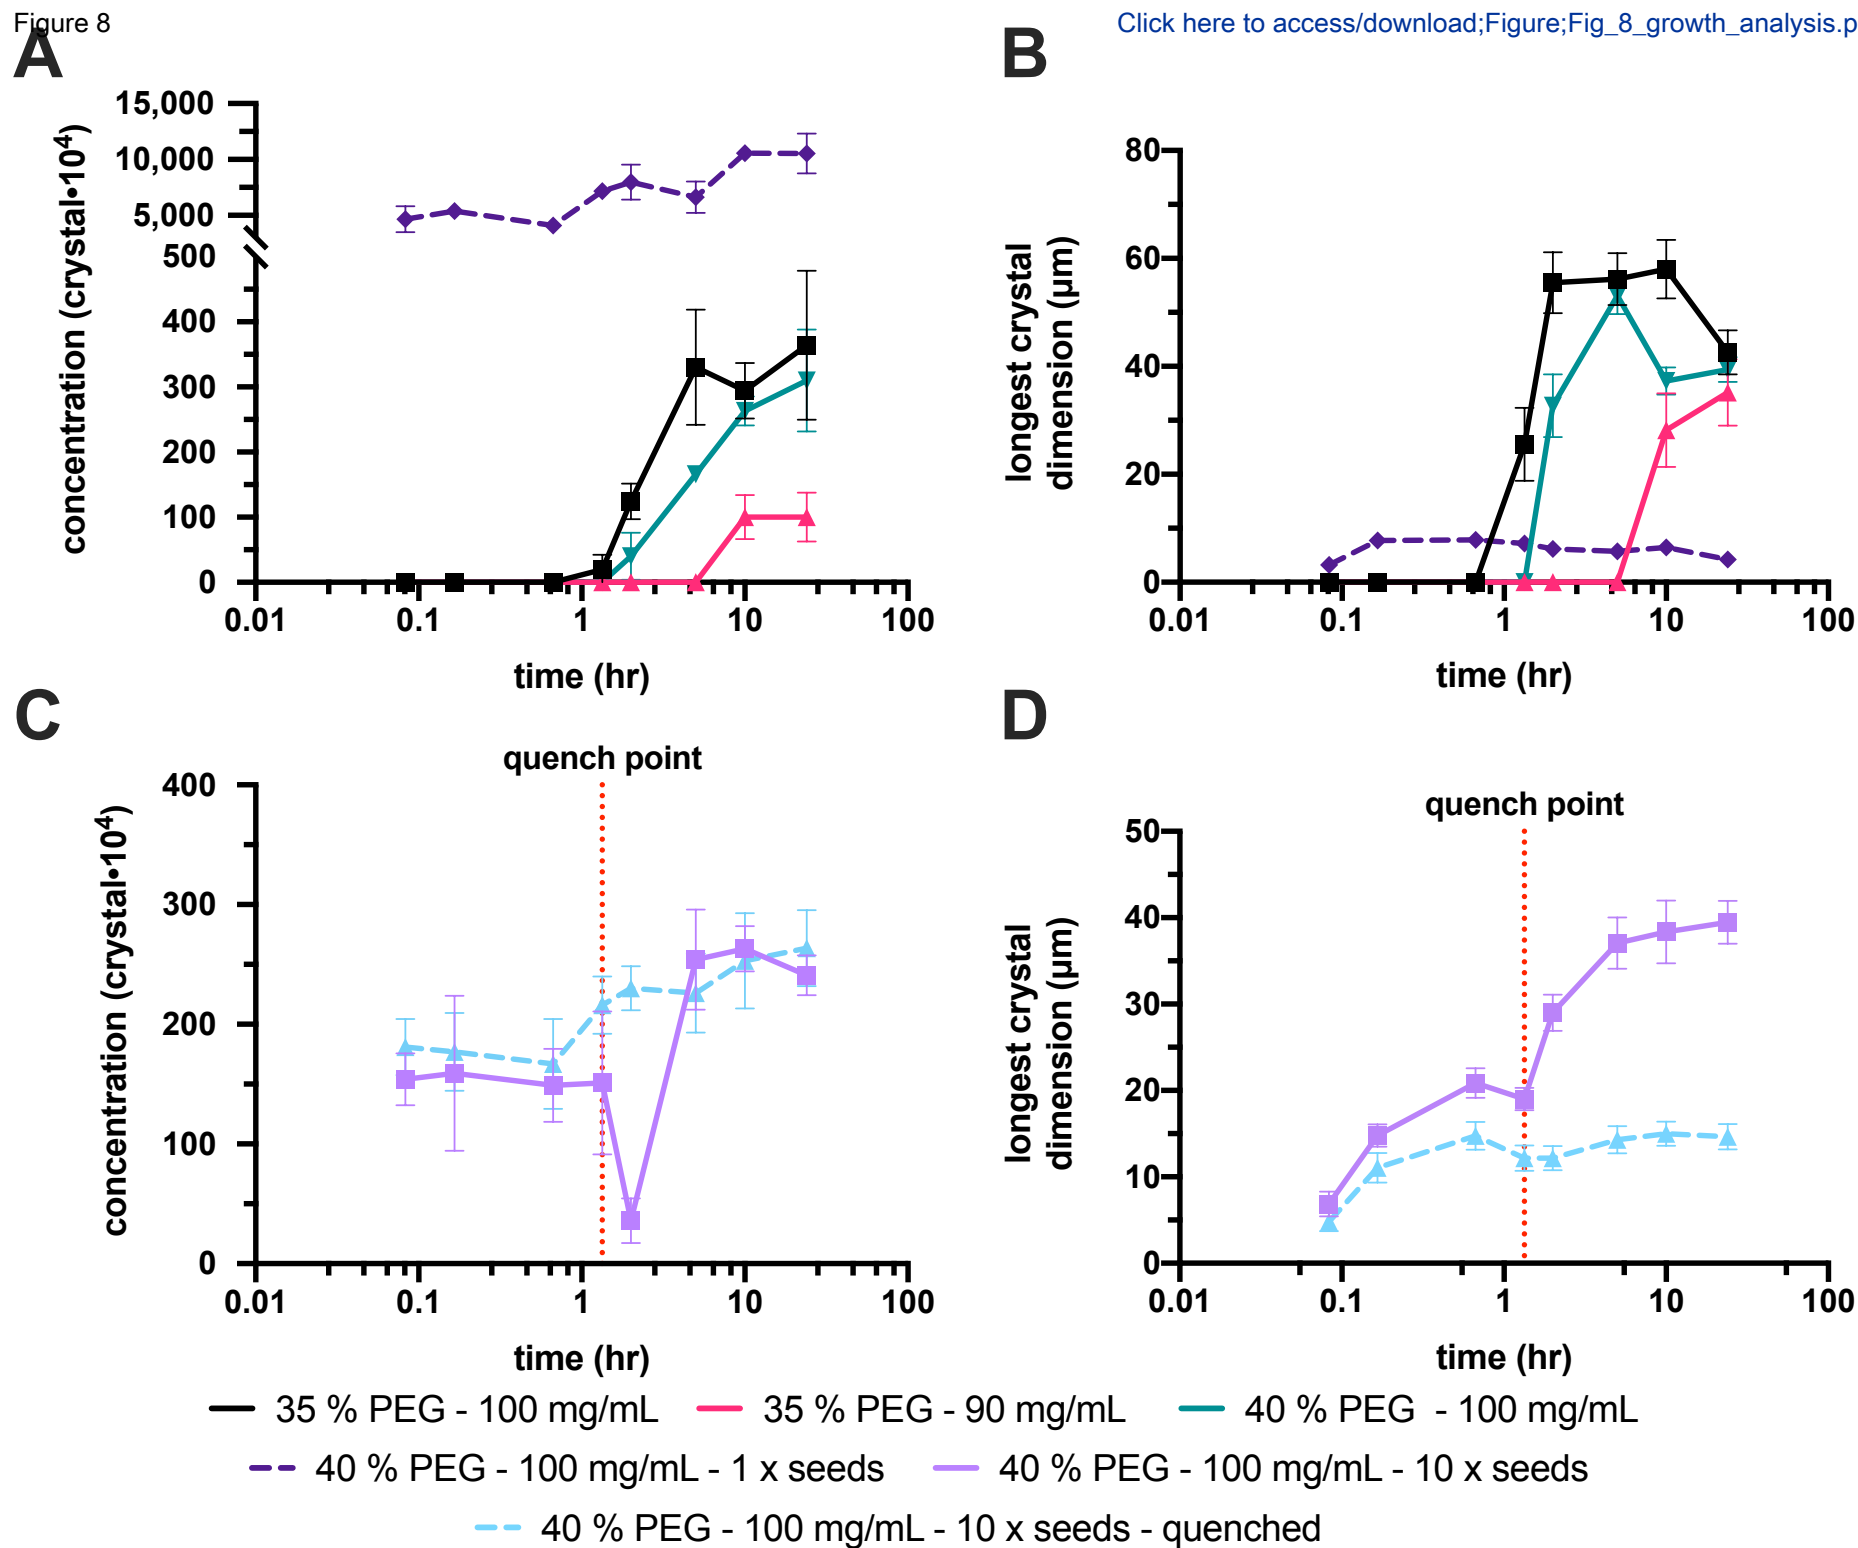 Figure 8
Click here to access/download;Figure;Fig_8_growth_analysis.p
A
B
15,000
10,000
5,000
500
400
300
200
100
0
concentration (crystal•10⁴)
0.01 0.1 1 10 100
time (hr)
80
60
40
20
0
longest crystal
dimension (µm)
0.01 0.1 1 10 100
time (hr)
C
D
quench point
400
300
200
100
0
concentration (crystal•10⁴)
0.01 0.1 1 10 100
time (hr)
quench point
50
40
30
20
10
0
longest crystal
dimension (µm)
0.01 0.1 1 10 100
time (hr)
35 % PEG - 100 mg/mL 35 % PEG - 90 mg/mL 40 % PEG - 100 mg/mL
40 % PEG - 100 mg/mL - 1 x seeds 40 % PEG - 100 mg/mL - 10 x seeds
40 % PEG - 100 mg/mL - 10 x seeds - quenched